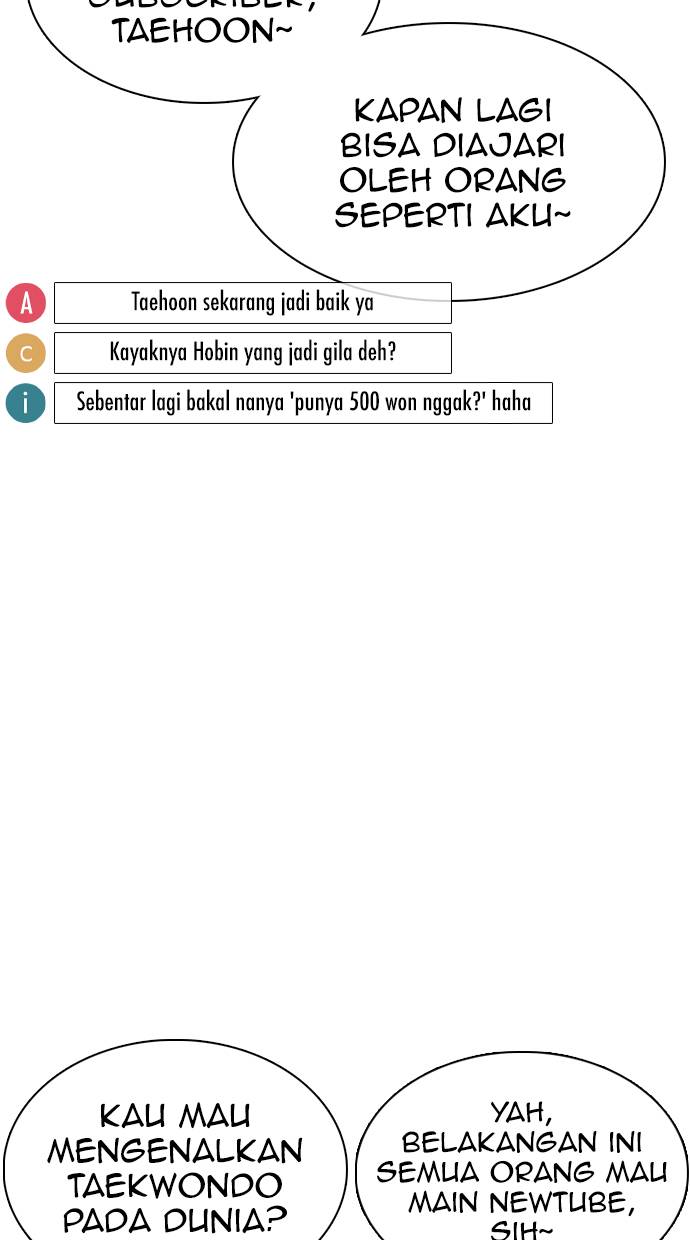 SUBSCRIBER,
TAEHOON~
KAPAN LAGI
BISA DIAJARI
OLEH ORANG
SEPERTI AKU~
A Taehoon sekarang jadi baik ya
C Kayaknya Hobin yang jadi gila deh?
i Sebentar lagi bakal nanya 'punya 500 won nggak?' haha
KAU MAU
MENGENALKAN
TAEKWONDO
PADA DUNIA?
YAH,
BELAKANGAN INI
SEMUA ORANG MAU
MAIN NEWTUBE,
SIH~